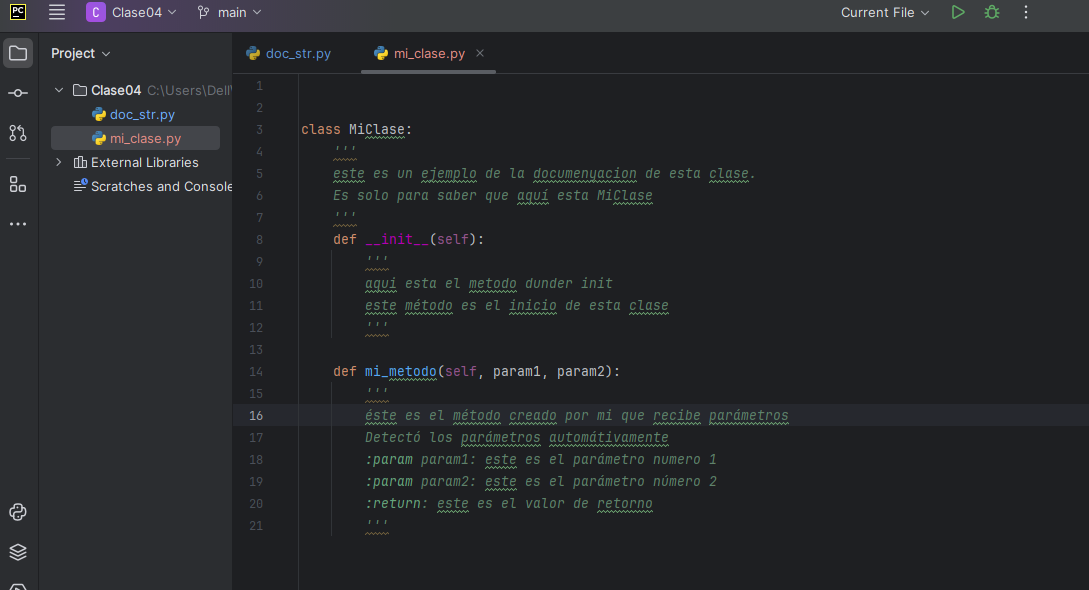 PC
C Clase04 main Current File
Project
Clase04 C:\Users\Dell\
doc_str.py
mi_clase.py
External Libraries
Scratches and Console
doc_str.py mi_clase.py ×
1
2
3 class MiClase:
4 '''
5 este es un ejemplo de la documenyacion de esta clase.
6 Es solo para saber que aqui esta MiClase
7 '''
8 def __init__(self):
9 '''
10 aqui esta el metodo dunder init
11 este método es el inicio de esta clase
12 '''
13
14 def mi_metodo(self, param1, param2):
15 '''
16 éste es el método creado por mi que recibe parámetros
17 Detectó los parámetros automátivamente
18 :param param1: este es el parámetro numero 1
19 :param param2: este es el parámetro número 2
20 :return: este es el valor de retorno
21 '''